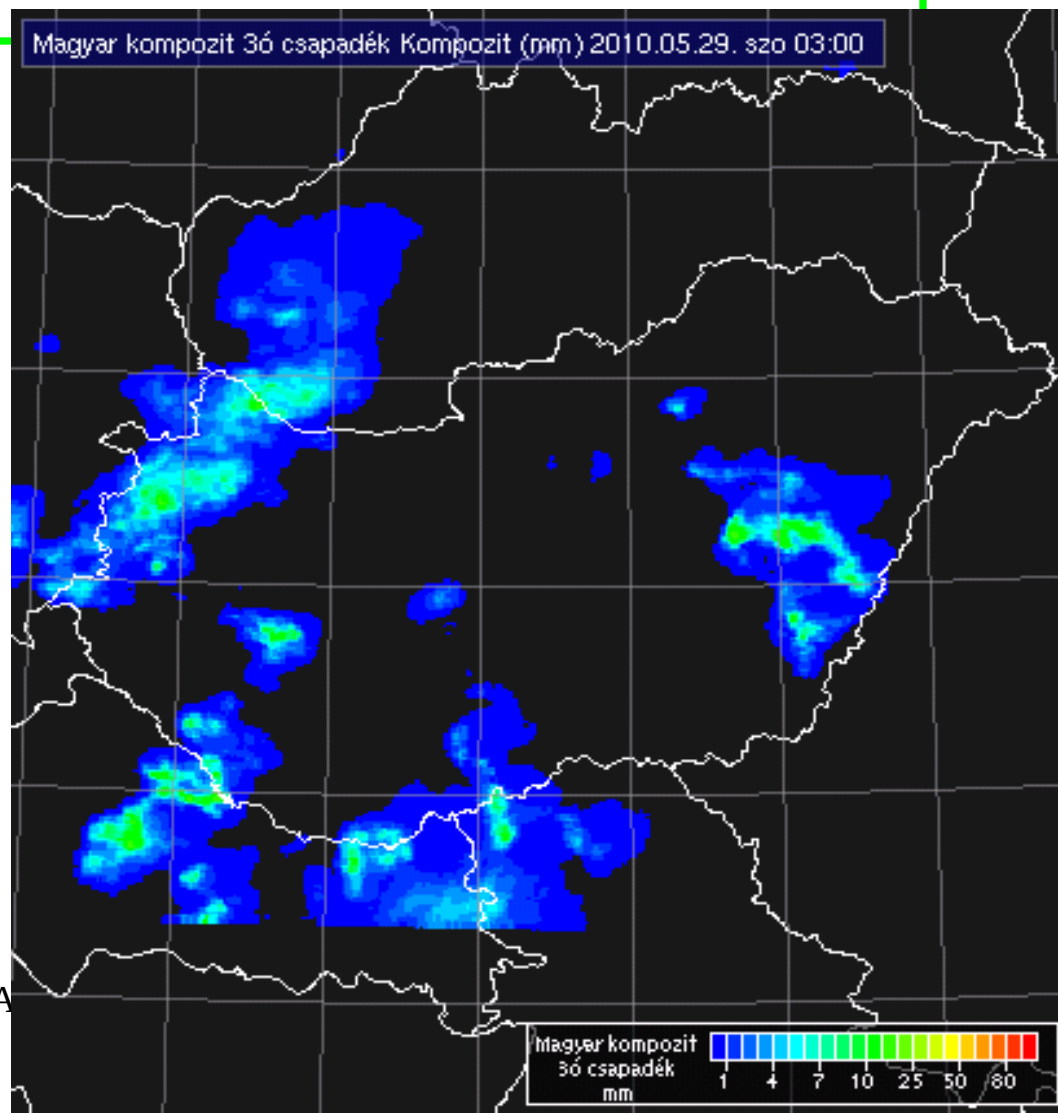 Magyar kompozit 3ó csapadék Kompozit (mm) 2010.05.29. szo 03:00
A
Magyar kompozit
3ó csapadék
mm
1 4 7 10 25 50 80